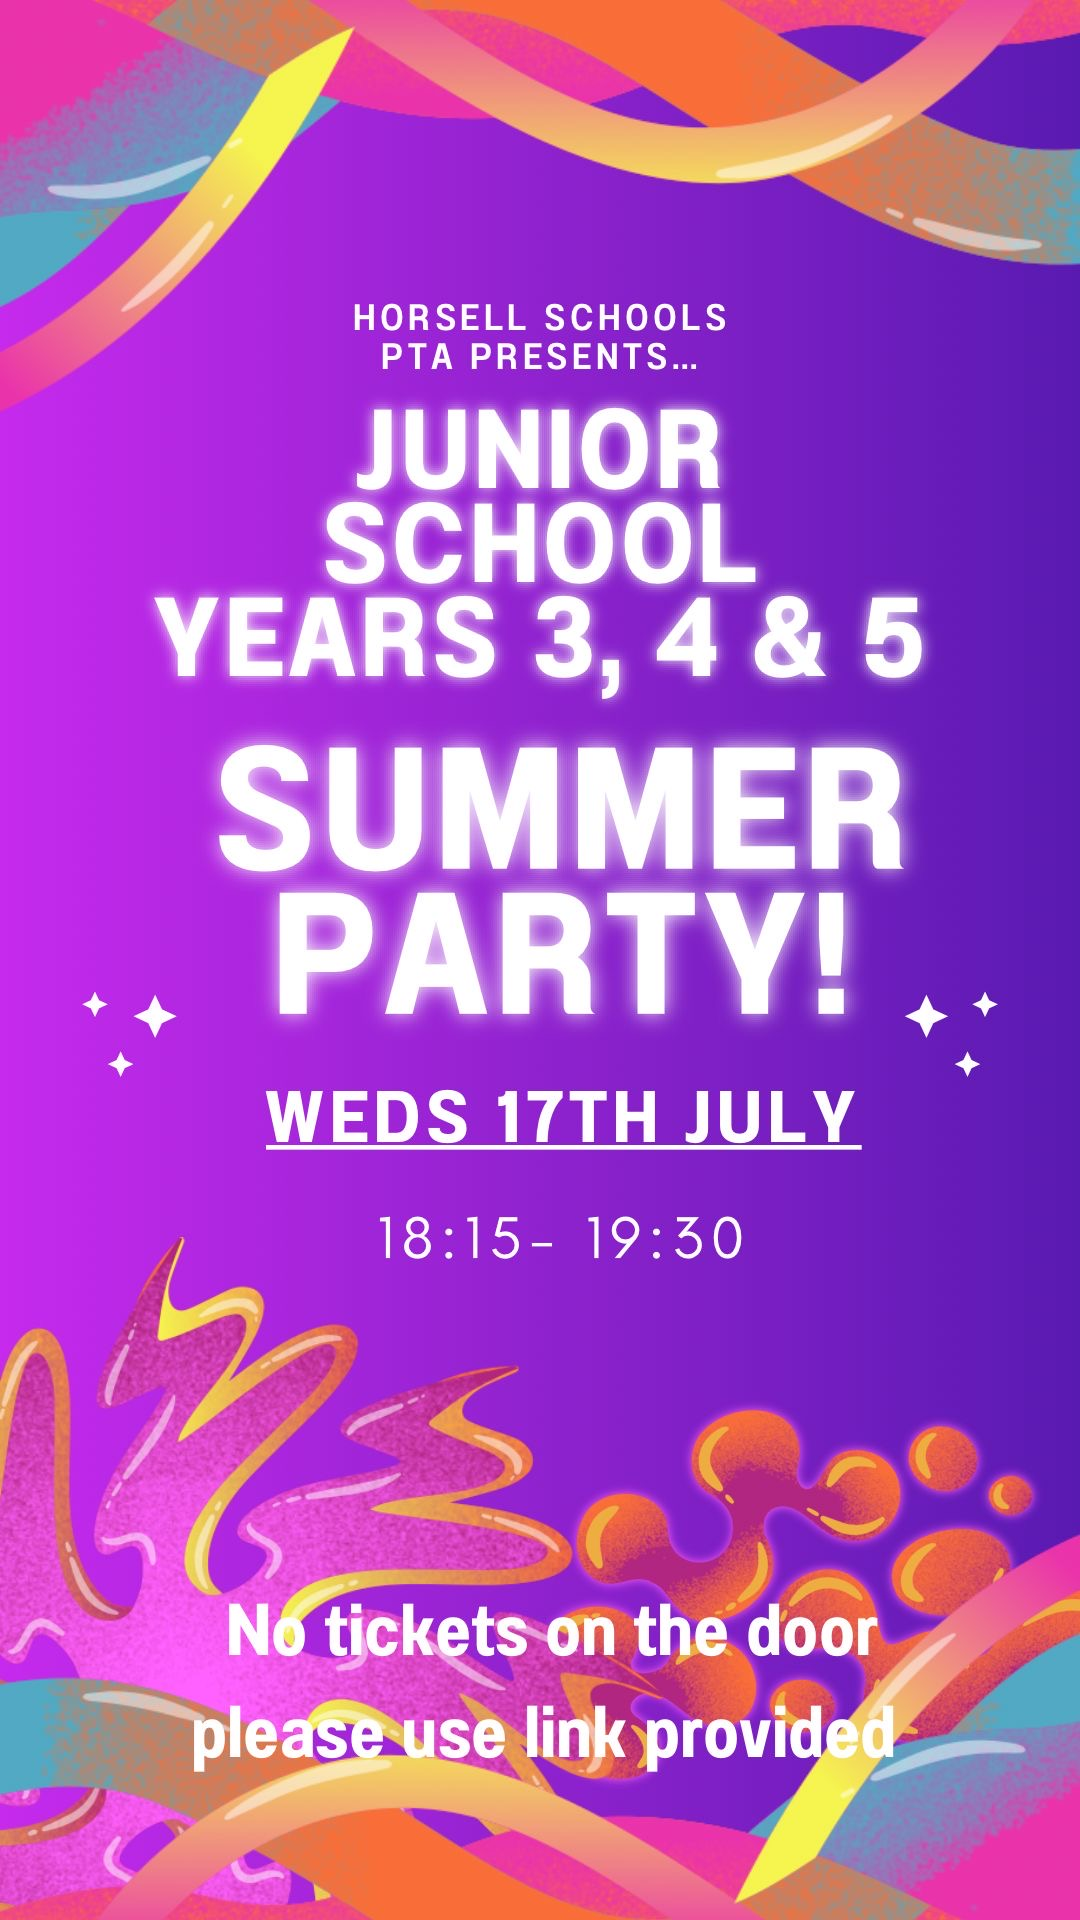 HORSELL SCHOOLS
PTA PRESENTS...
JUNIOR
SCHOOL
YEARS 3, 4 & 5
SUMMER
PARTY!
WEDS 17TH JULY
18:15- 19:30
No tickets on the door
please use link provided